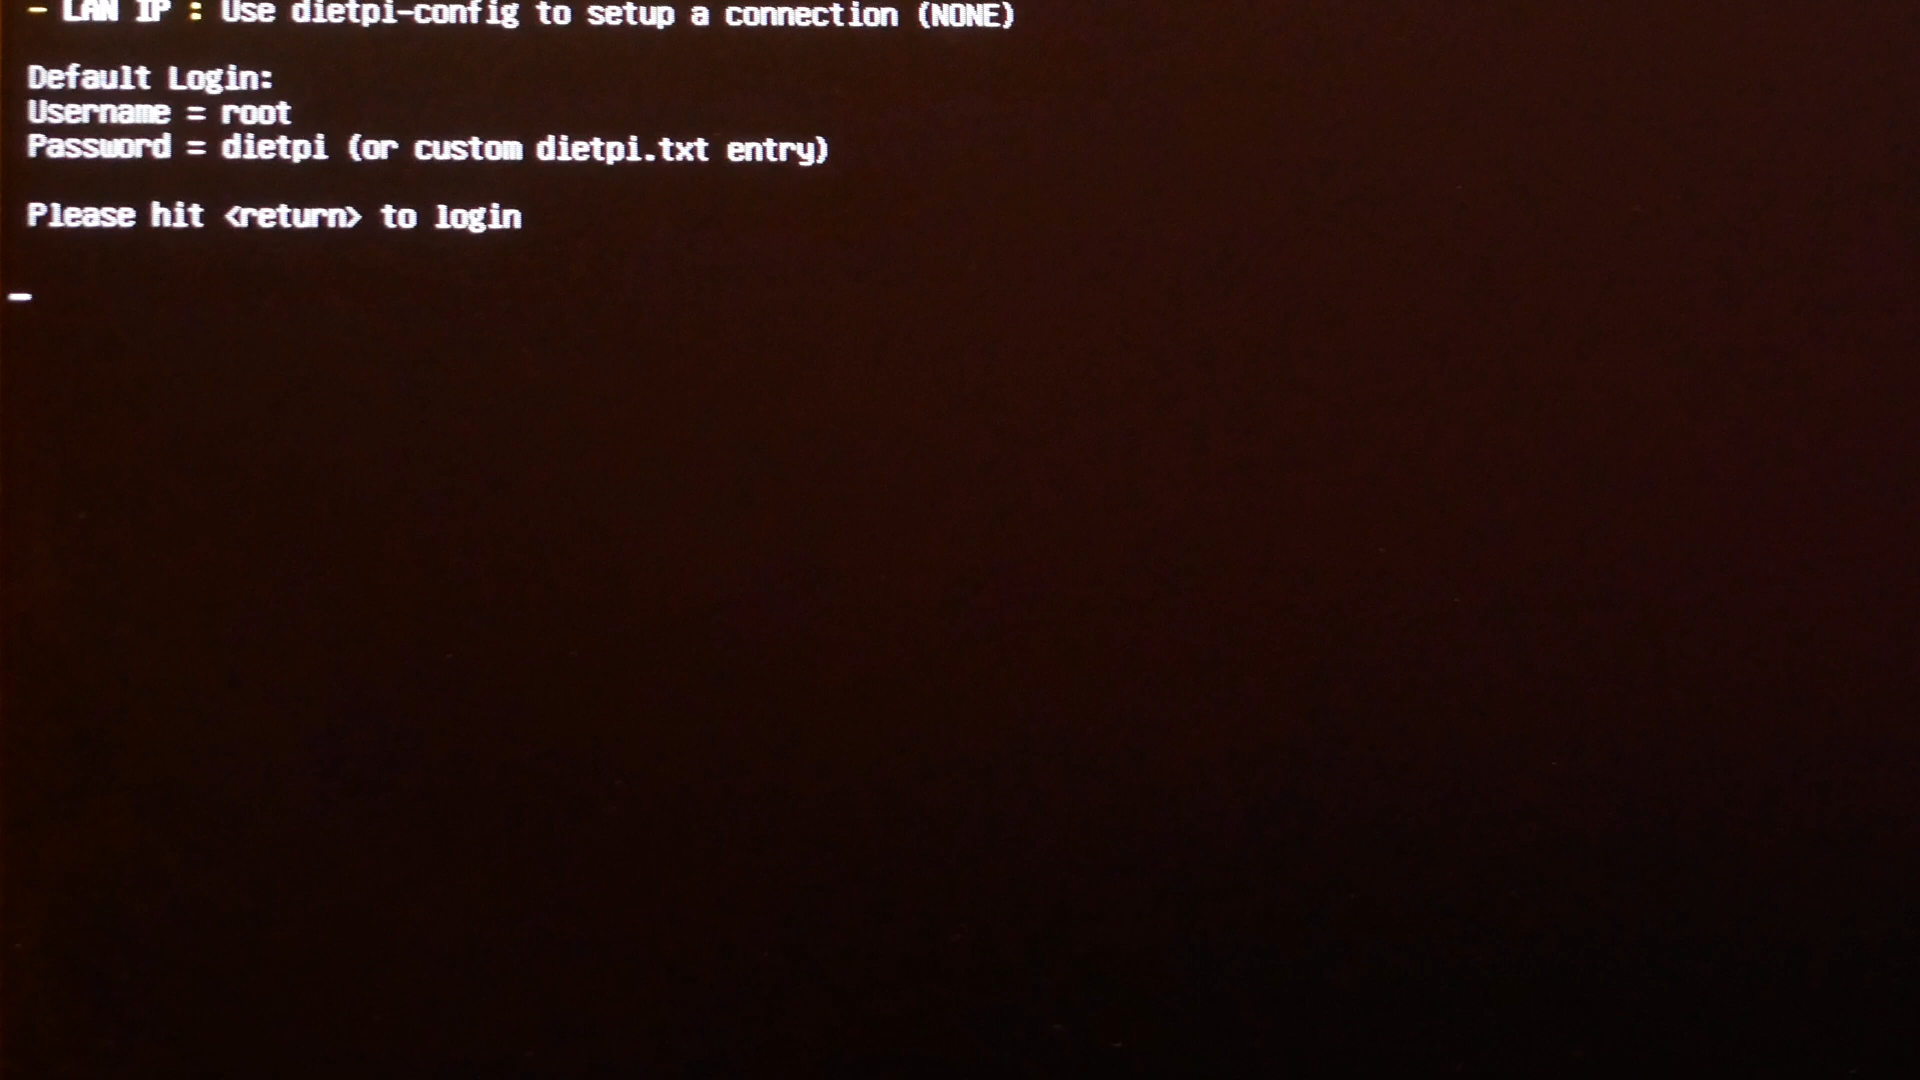 - LAN IP : Use dietpi-config to setup a connection (NONE)
Default Login:
Username = root
Password = dietpi (or custom dietpi.txt entry)
Please hit <return> to login